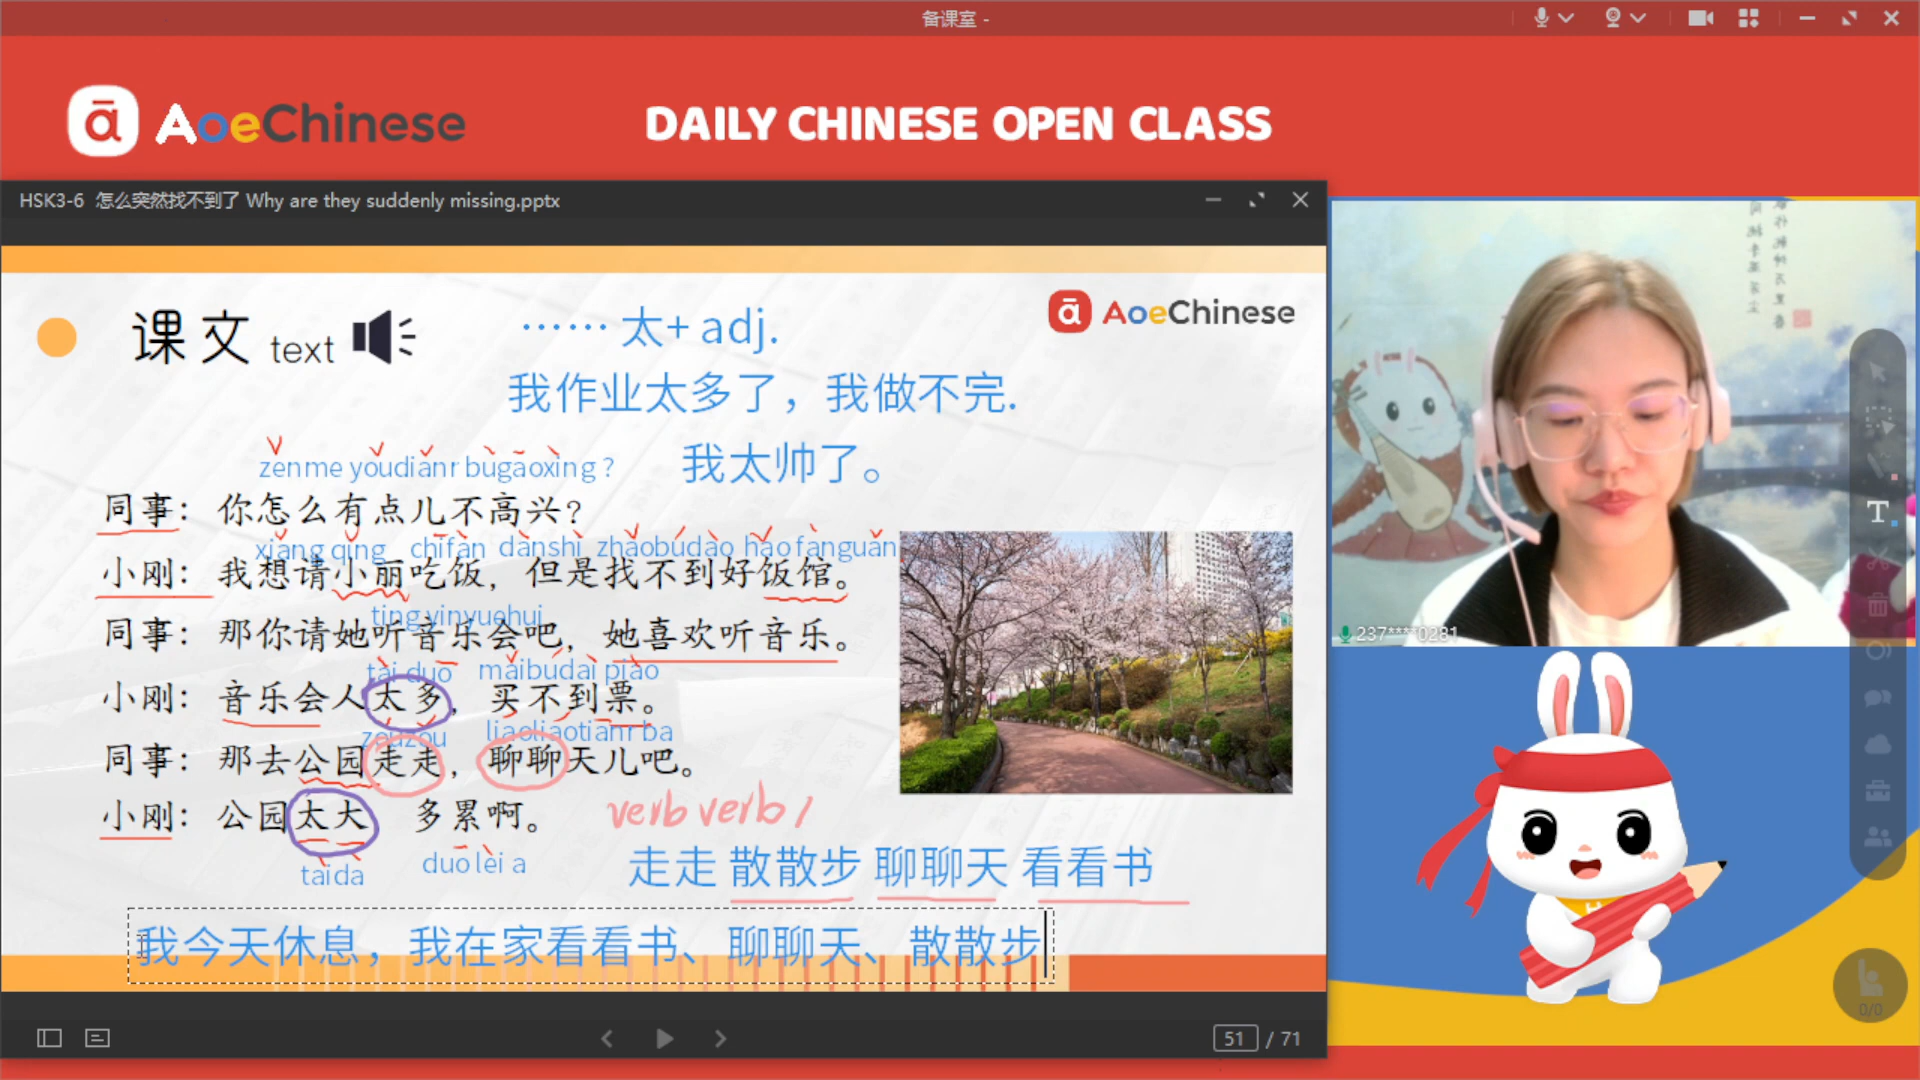 备课室 -
ā AoeChinese
DAILY CHINESE OPEN CLASS
HSK3-6 怎么突然找不到了 Why are they suddenly missing.pptx
ā AoeChinese
课文 text
······ 太+ adj.
我作业太多了，我做不完.
我太帅了。
zenme youdianr bugaoxing ?
同事：你怎么有点儿不高兴？
xiang qing chifan danshi zhaobudao hao fanguan
小刚：我想请小丽吃饭，但是找不到好饭馆。
ting yinyuehui
同事：那你请她听音乐会吧，她喜欢听音乐。
tai duo maibudai piao
小刚：音乐会人太多，买不到票。
zouzou liaoliaotianr ba
同事：那去公园走走，聊聊天儿吧。
小刚：公园太大 多累啊。
verb verb
taida
duo lei a
走走 散散步 聊聊天 看看书
我今天休息，我在家看看书、聊聊天、散散步
51 / 71
237****0281
T
0/0